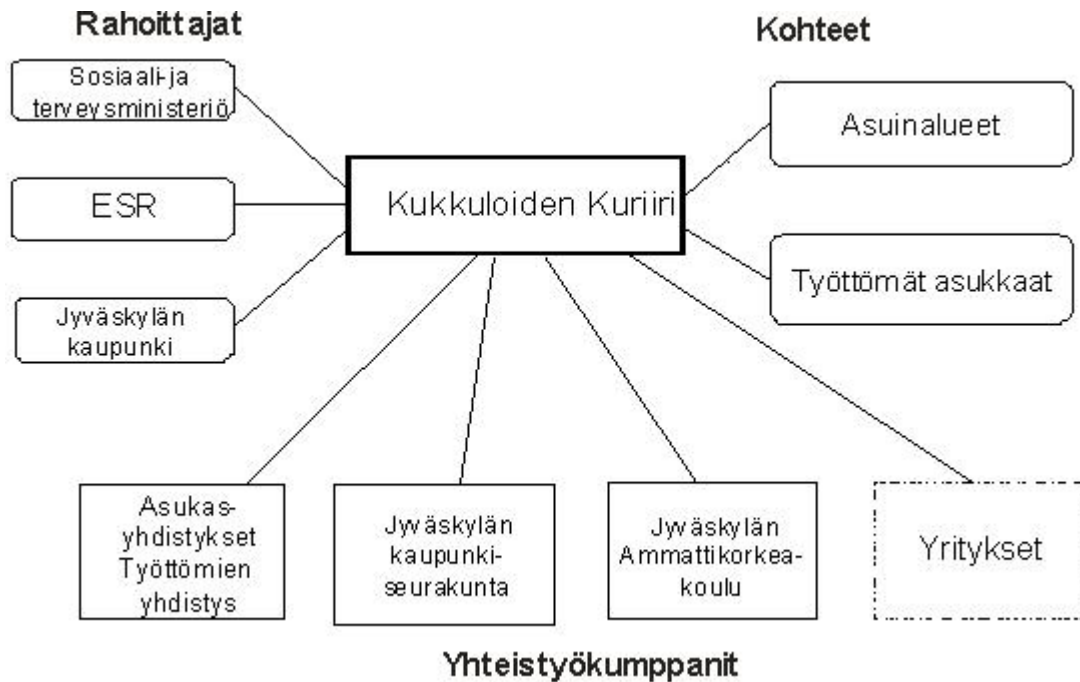 Rahoittajat
Sosiaali-ja
terveysministeriö
ESR
Jyväskylän
kaupunki
Kukkuloiden Kuriiri
Kohteet
Asuinalueet
Työttömät asukkaat
Asukas-
yhdistykset
Työttömien
yhdistys
Jyväskylän
kaupunki-
seurakunta
Jyväskylän
Ammattikorkea-
koulu
Yritykset
Yhteistyökumppanit